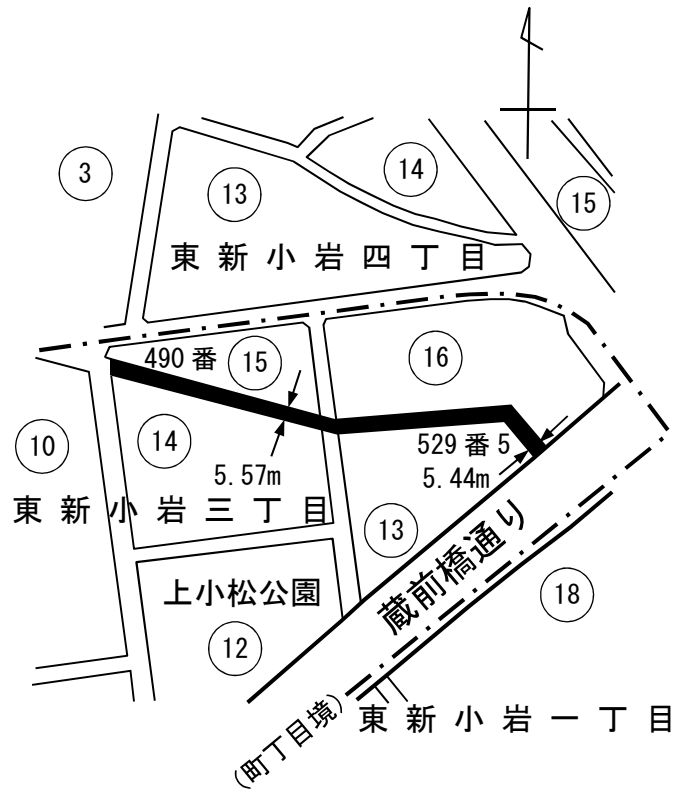 3
13
14
15
東新小岩四丁目
490番
15
16
10
14
529番5
5.57m
5.44m
東新小岩三丁目
13
蔵前橋通り
上小松公園
18
12
(町丁目境)
東新小岩一丁目